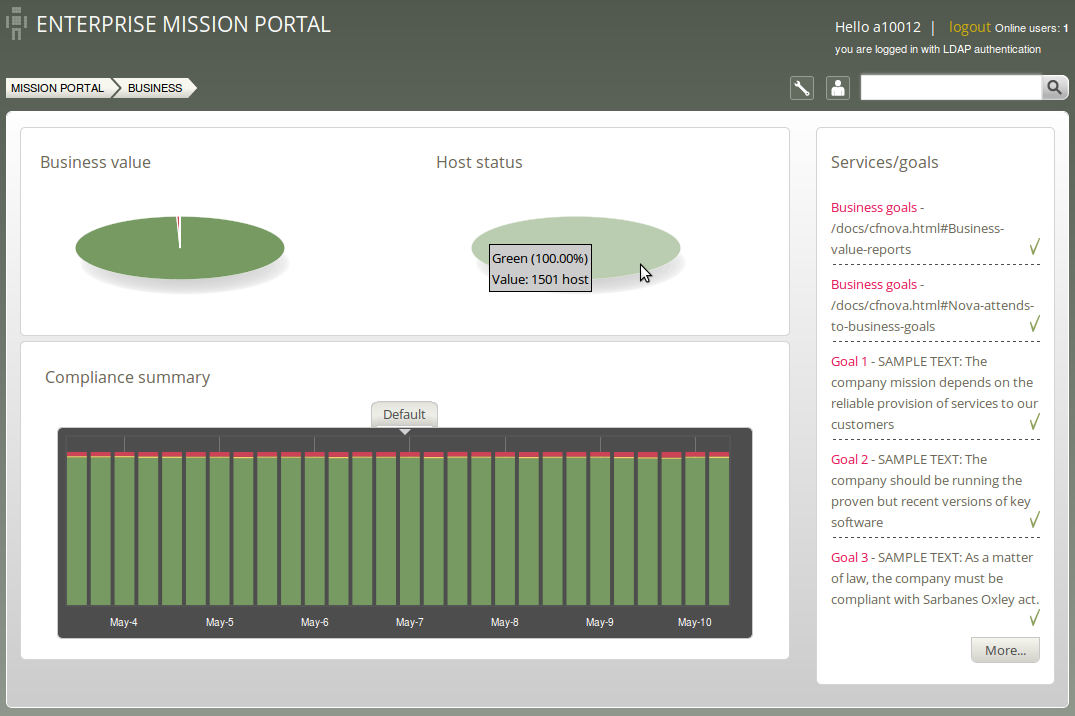 ENTERPRISE MISSION PORTAL
Hello a10012 | logout Online users: 1
you are logged in with LDAP authentication
MISSION PORTAL
BUSINESS
Business value
Host status
Green (100.00%)
Value: 1501 host
Compliance summary
Default
May-4
May-5
May-6
May-7
May-8
May-9
May-10
Services/goals
Business goals -
/docs/cfnova.html#Business-
value-reports
Business goals -
/docs/cfnova.html#Nova-attends-
to-business-goals
Goal 1 - SAMPLE TEXT: The
company mission depends on the
reliable provision of services to our
customers
Goal 2 - SAMPLE TEXT: The
company should be running the
proven but recent versions of key
software
Goal 3 - SAMPLE TEXT: As a matter
of law, the company must be
compliant with Sarbanes Oxley act.
More...